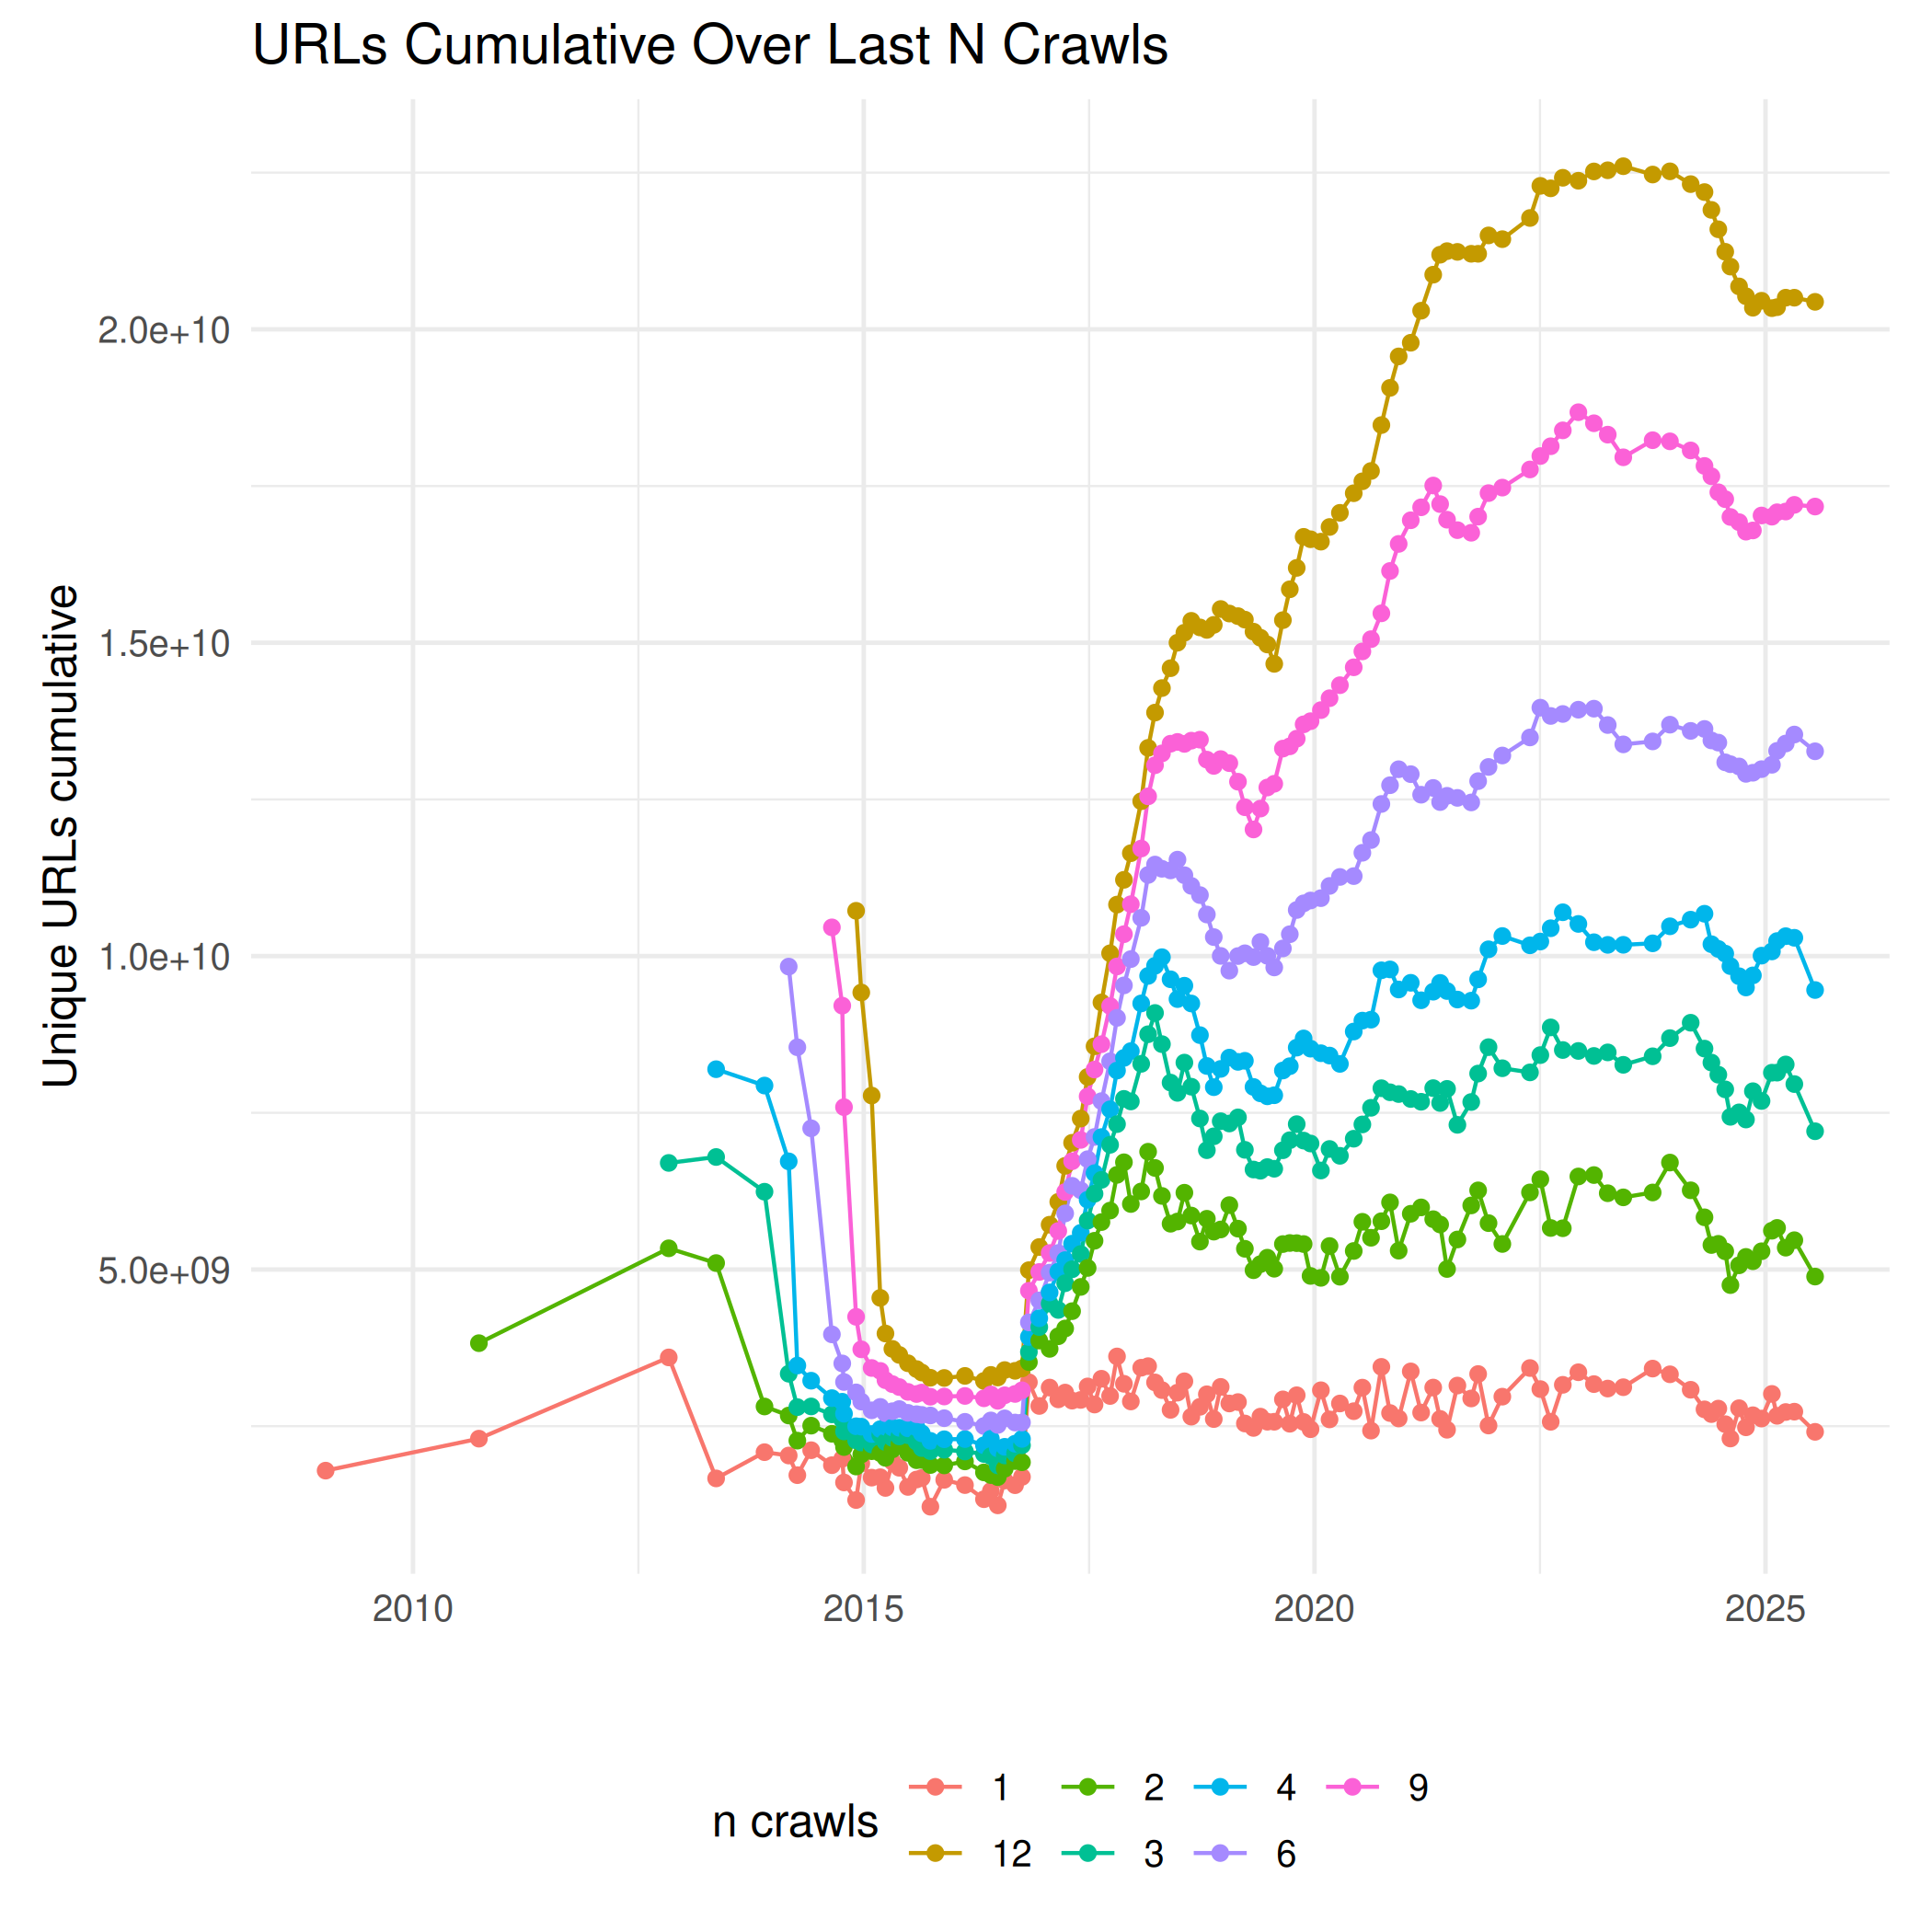 URLs Cumulative Over Last N Crawls
Unique URLs cumulative
2.0e+10
1.5e+10
1.0e+10
5.0e+09
2010 2015 2020 2025
n crawls
1 2 4 9
12 3 6